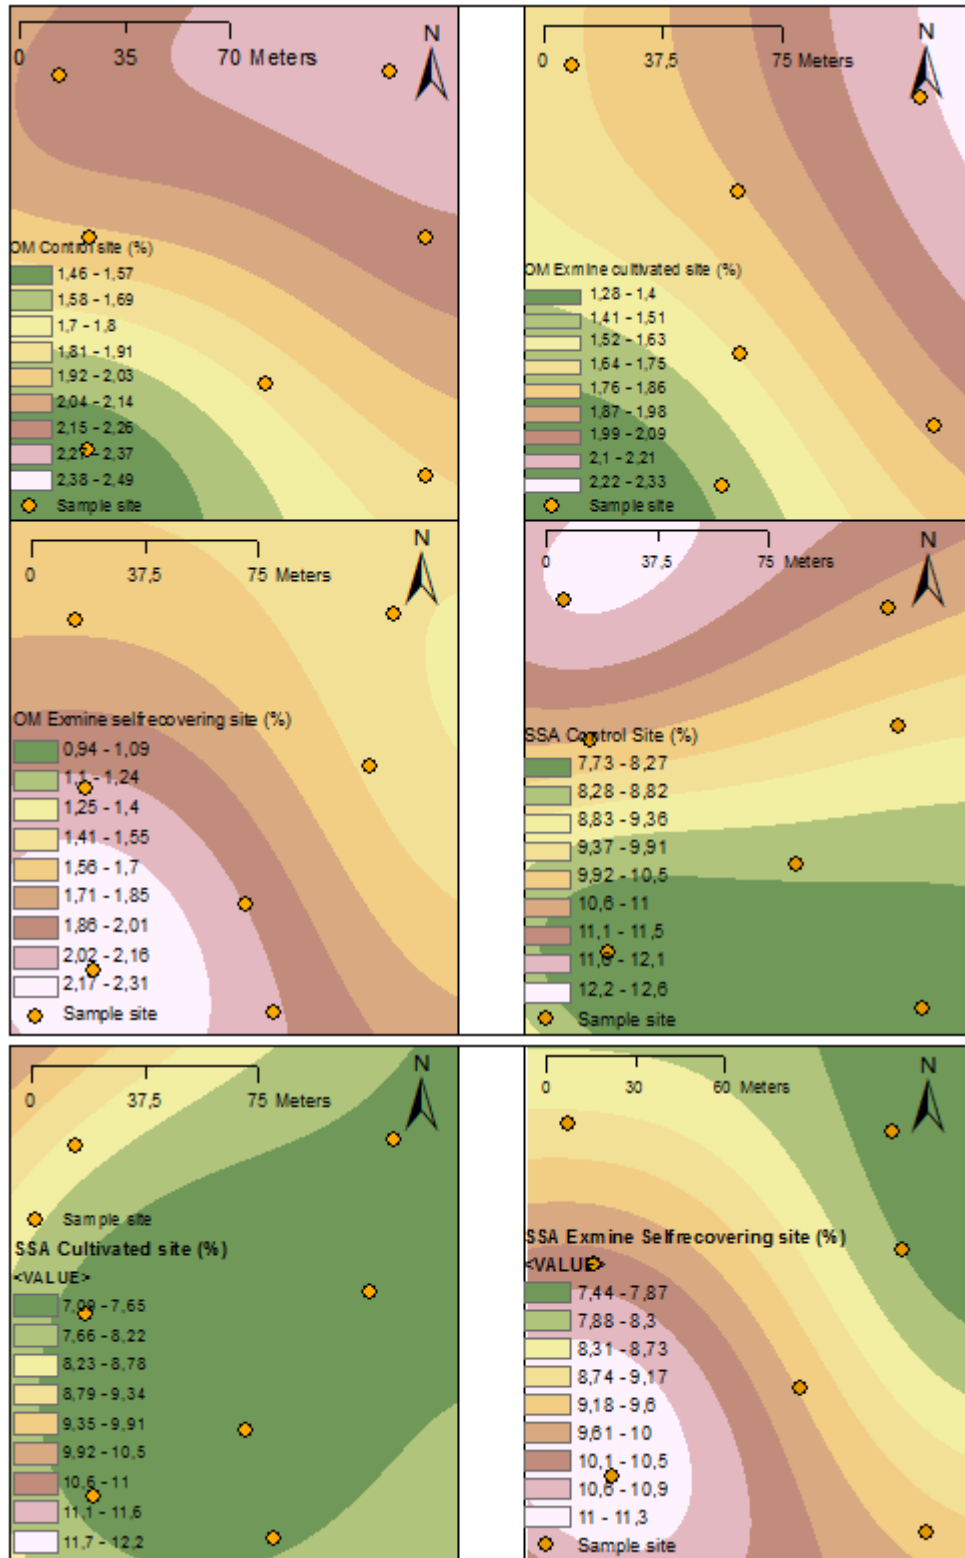 N
0 35 70 Meters
OM Control site (%)
1,46 - 1,57
1,58 - 1,69
1,7 - 1,8
1,81 - 1,91
1,92 - 2,03
2,04 - 2,14
2,15 - 2,26
2,27 - 2,37
2,38 - 2,49
Sample site
N
0 37,5 75 Meters
OM Exmine cultivated site (%)
1,28 - 1,4
1,41 - 1,51
1,52 - 1,63
1,64 - 1,75
1,76 - 1,86
1,87 - 1,98
1,99 - 2,09
2,1 - 2,21
2,22 - 2,33
Sample site
N
0 37,5 75 Meters
OM Exmine selfrecovering site (%)
0,94 - 1,09
1,1 - 1,24
1,25 - 1,4
1,41 - 1,55
1,56 - 1,7
1,71 - 1,85
1,86 - 2,01
2,02 - 2,16
2,17 - 2,31
Sample site
N
0 37,5 75 Meters
SSA Control Site (%)
7,73 - 8,27
8,28 - 8,82
8,83 - 9,36
9,37 - 9,91
9,92 - 10,5
10,6 - 11
11,1 - 11,5
11,6 - 12,1
12,2 - 12,6
Sample site
N
0 37,5 75 Meters
Sample site
SSA Cultivated site (%)
<VALUE>
7,09 - 7,65
7,66 - 8,22
8,23 - 8,78
8,79 - 9,34
9,35 - 9,91
9,92 - 10,5
10,6 - 11
11,1 - 11,6
11,7 - 12,2
N
0 30 60 Meters
SSA Exmine Selfrecovering site (%)
<VALUE>
7,44 - 7,87
7,88 - 8,3
8,31 - 8,73
8,74 - 9,17
9,18 - 9,6
9,61 - 10
10,1 - 10,5
10,6 - 10,9
11 - 11,3
Sample site